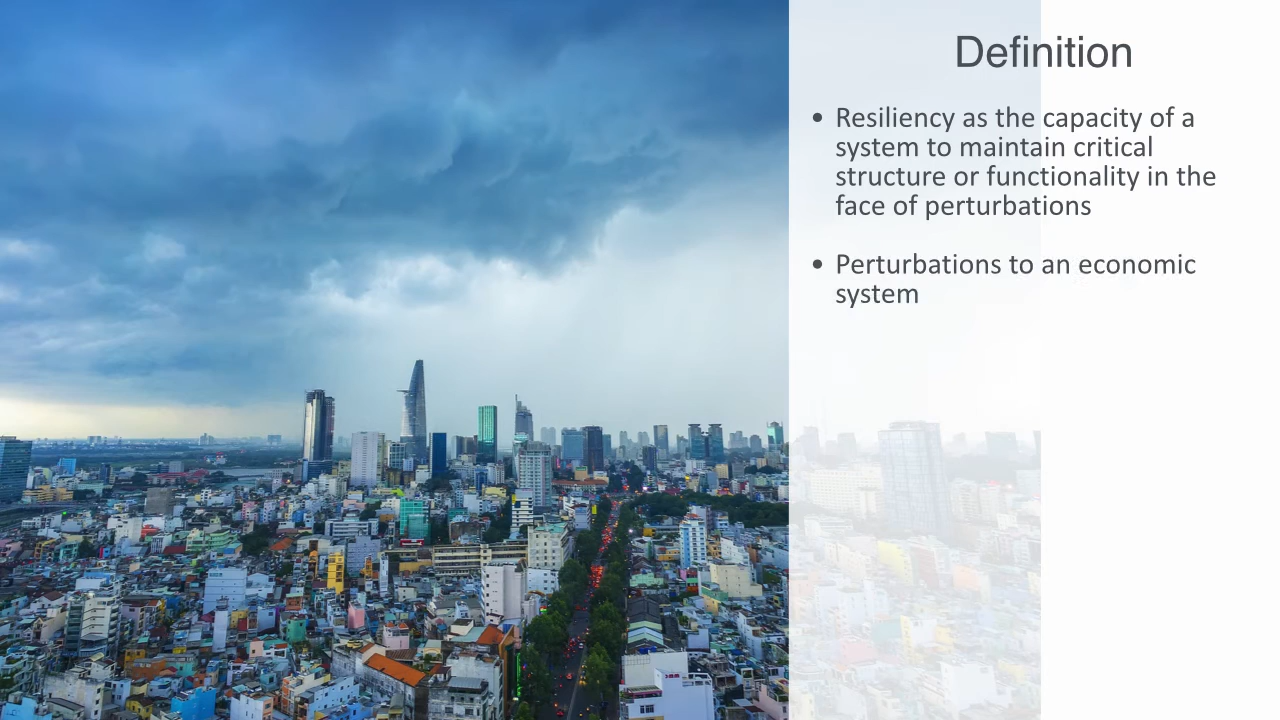 Definition
• Resiliency as the capacity of a
system to maintain critical
structure or functionality in the
face of perturbations
• Perturbations to an economic
system